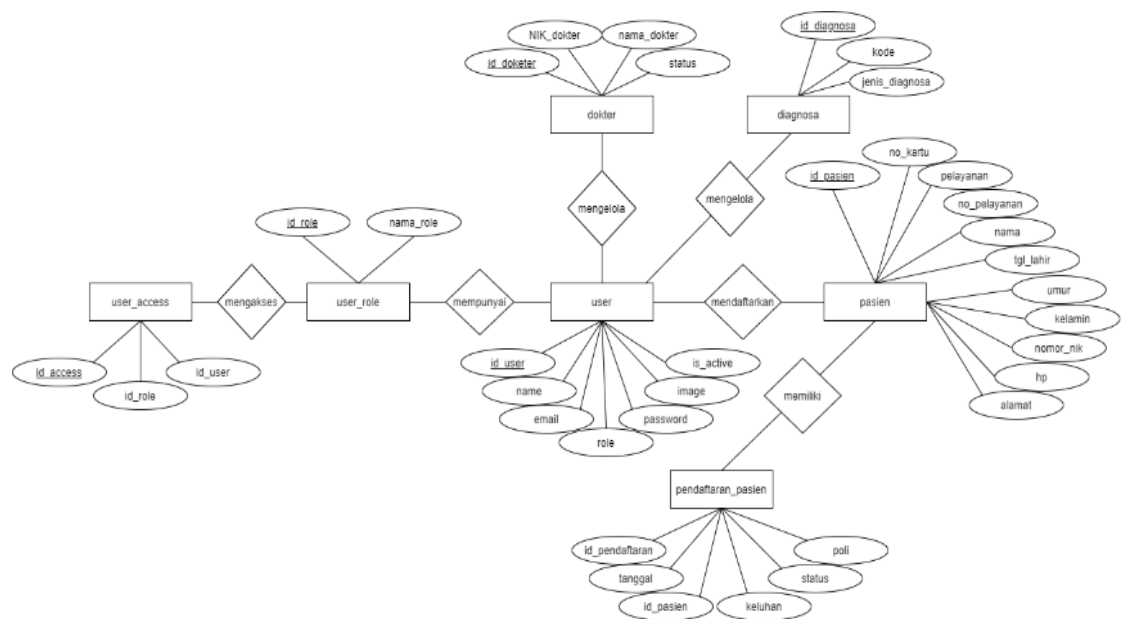 NIK_dokter
nama_dokter
id_doketer
status
dokter
id_diagnosa
kode
jenis_diagnosa
diagnosa
mengelola
mengelola
no_kartu
id_pasien
pelayanan
no_pelayanan
nama
tgl_lahir
umur
kelamin
nomor_nik
hp
alamat
id_role
nama_role
user_access
mengakses
user_role
mempunyai
user
mendaftarkan
pasien
id_access
id_role
id_user
id_user
name
email
role
password
image
is_active
memiliki
pendaftaran_pasien
id_pendaftaran
tanggal
id_pasien
keluhan
status
poli